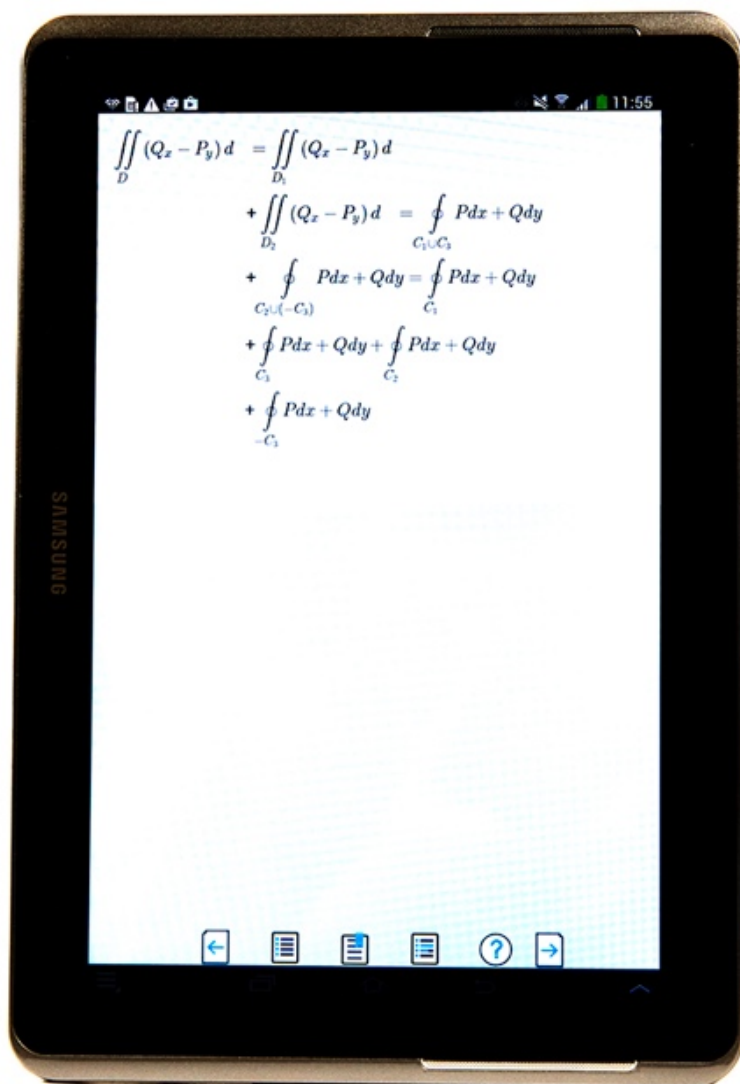 11:55
∬_D (Q_x − P_y) d = ∬_{D_1} (Q_x − P_y) d
+ ∬_{D_2} (Q_x − P_y) d = ∮_{C_1∪C_3} Pdx + Qdy
+ ∮_{C_2∪(−C_3)} Pdx + Qdy = ∮_{C_1} Pdx + Qdy
+ ∮_{C_3} Pdx + Qdy + ∮_{C_2} Pdx + Qdy
+ ∮_{−C_3} Pdx + Qdy
SAMSUNG
?